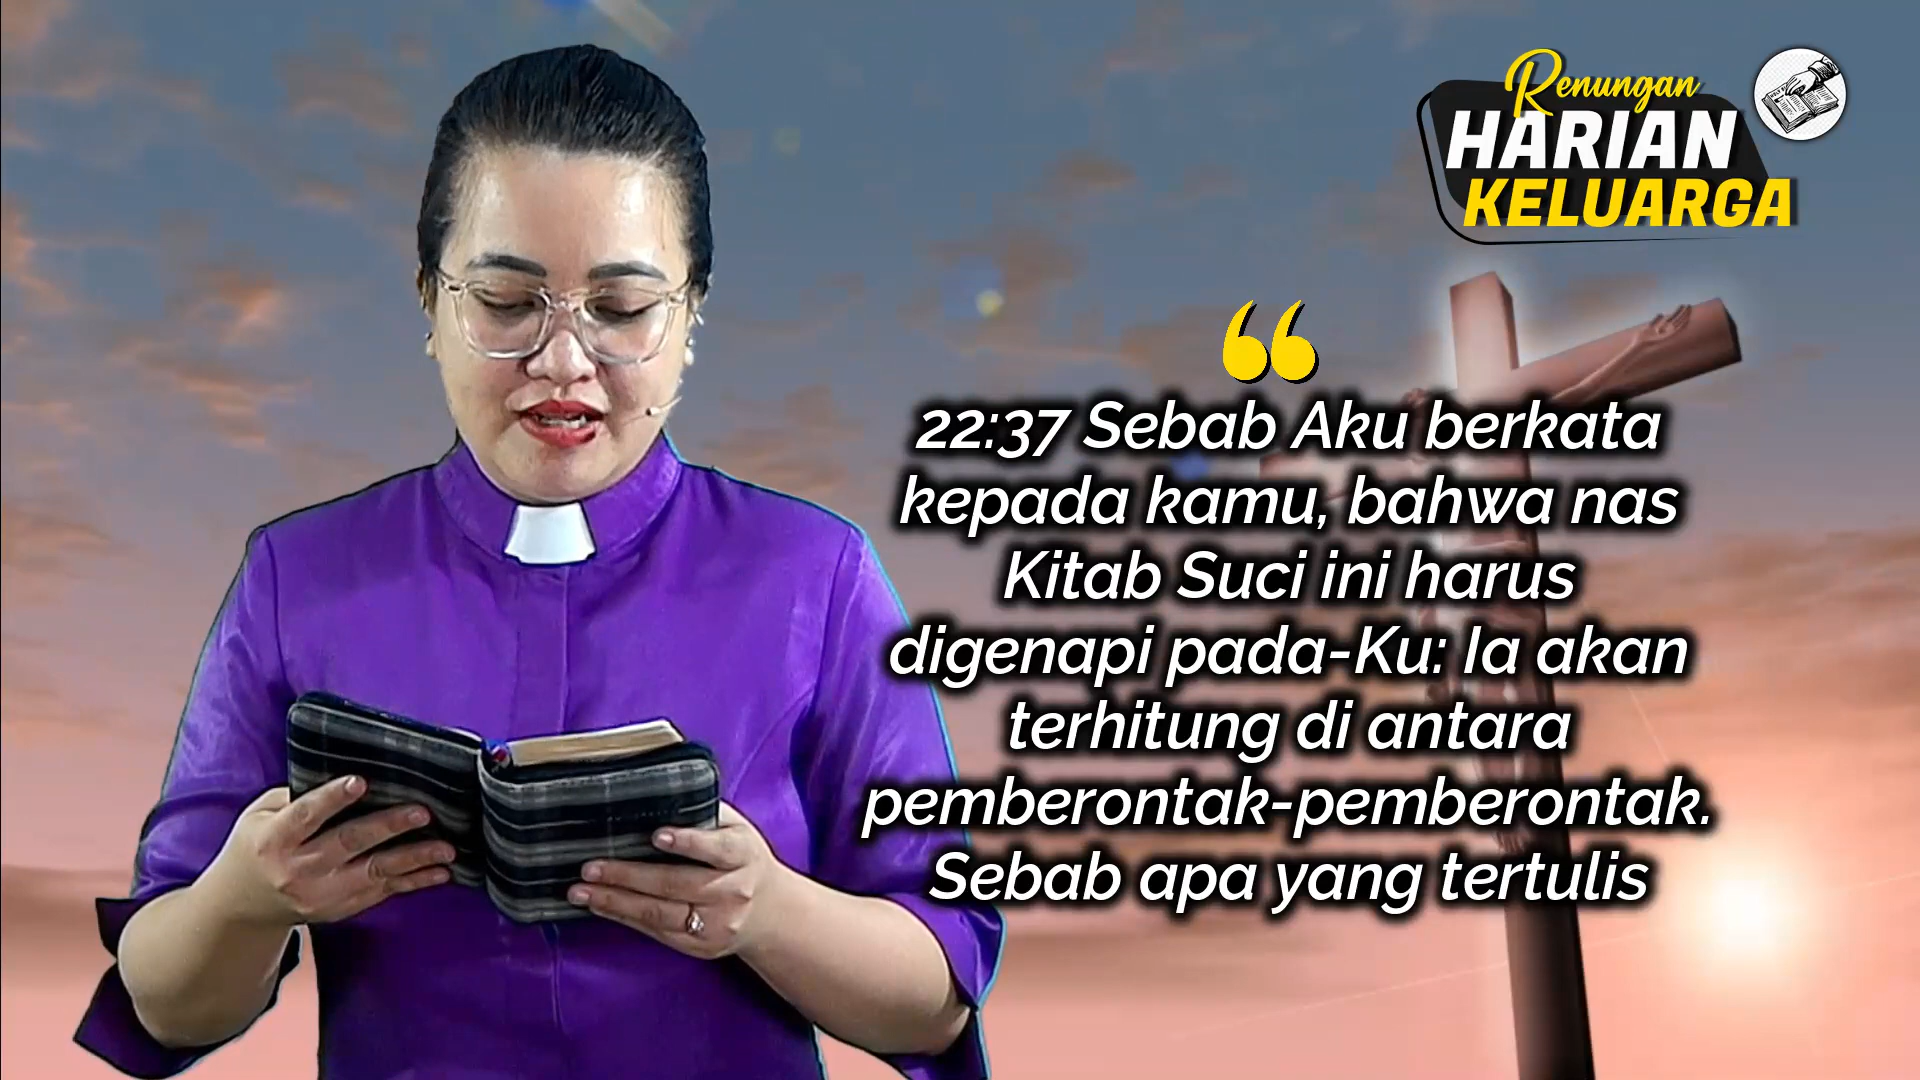 Renungan
HARIAN
KELUARGA
22:37 Sebab Aku berkata
kepada kamu, bahwa nas
Kitab Suci ini harus
digenapi pada-Ku: Ia akan
terhitung di antara
pemberontak-pemberontak.
Sebab apa yang tertulis